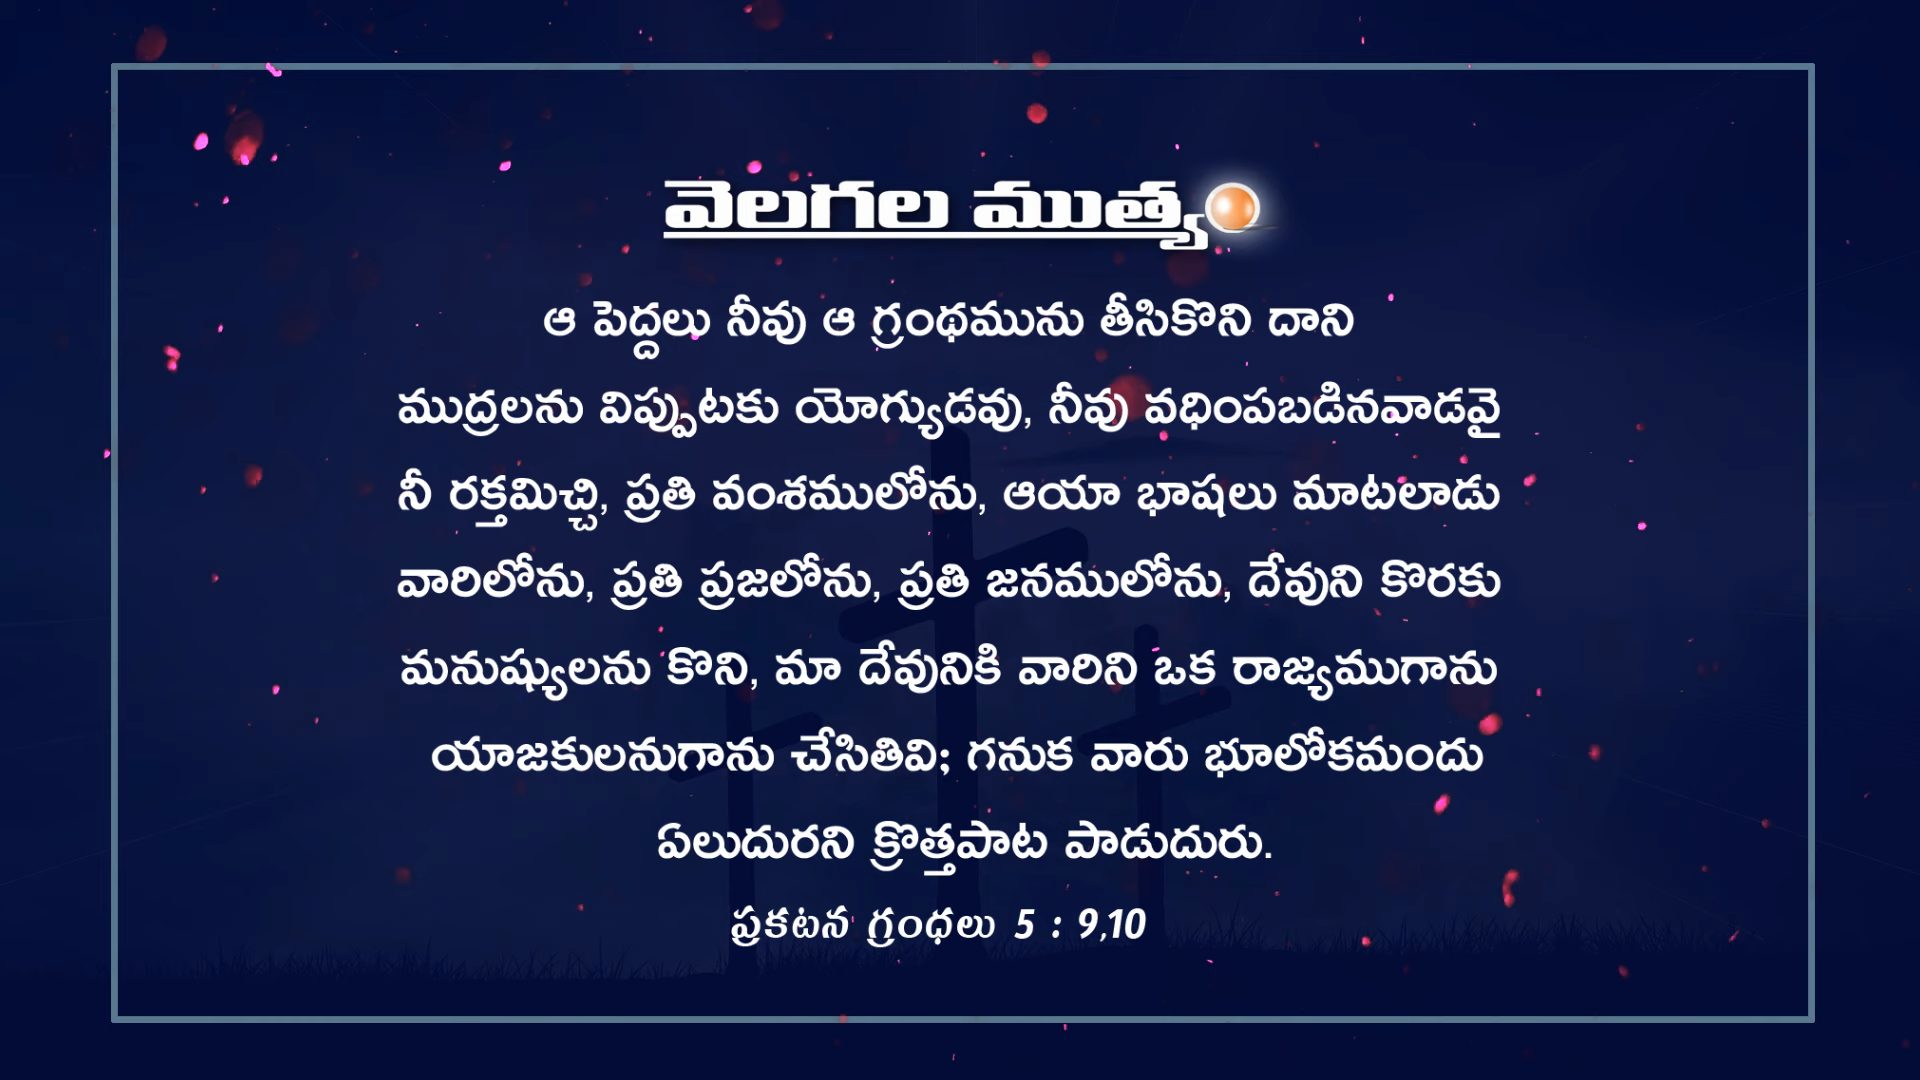 వెలగల ముత్యం
ఆ పెద్దలు నీవు ఆ గ్రంథమును తీసికొని దాని
ముద్రలను విప్పుటకు యోగ్యుడవు, నీవు వధింపబడినవాడవై
నీ రక్తమిచ్చి, ప్రతి వంశములోను, ఆయా భాషలు మాటలాడు
వారిలోను, ప్రతి ప్రజలోను, ప్రతి జనములోను, దేవుని కొరకు
మనుష్యులను కొని, మా దేవునికి వారిని ఒక రాజ్యముగాను
యాజకులనుగాను చేసితివి; గనుక వారు భూలోకమందు
ఏలుదురని క్రొత్తపాట పాడుదురు.
ప్రకటన గ్రంధలు 5 : 9,10